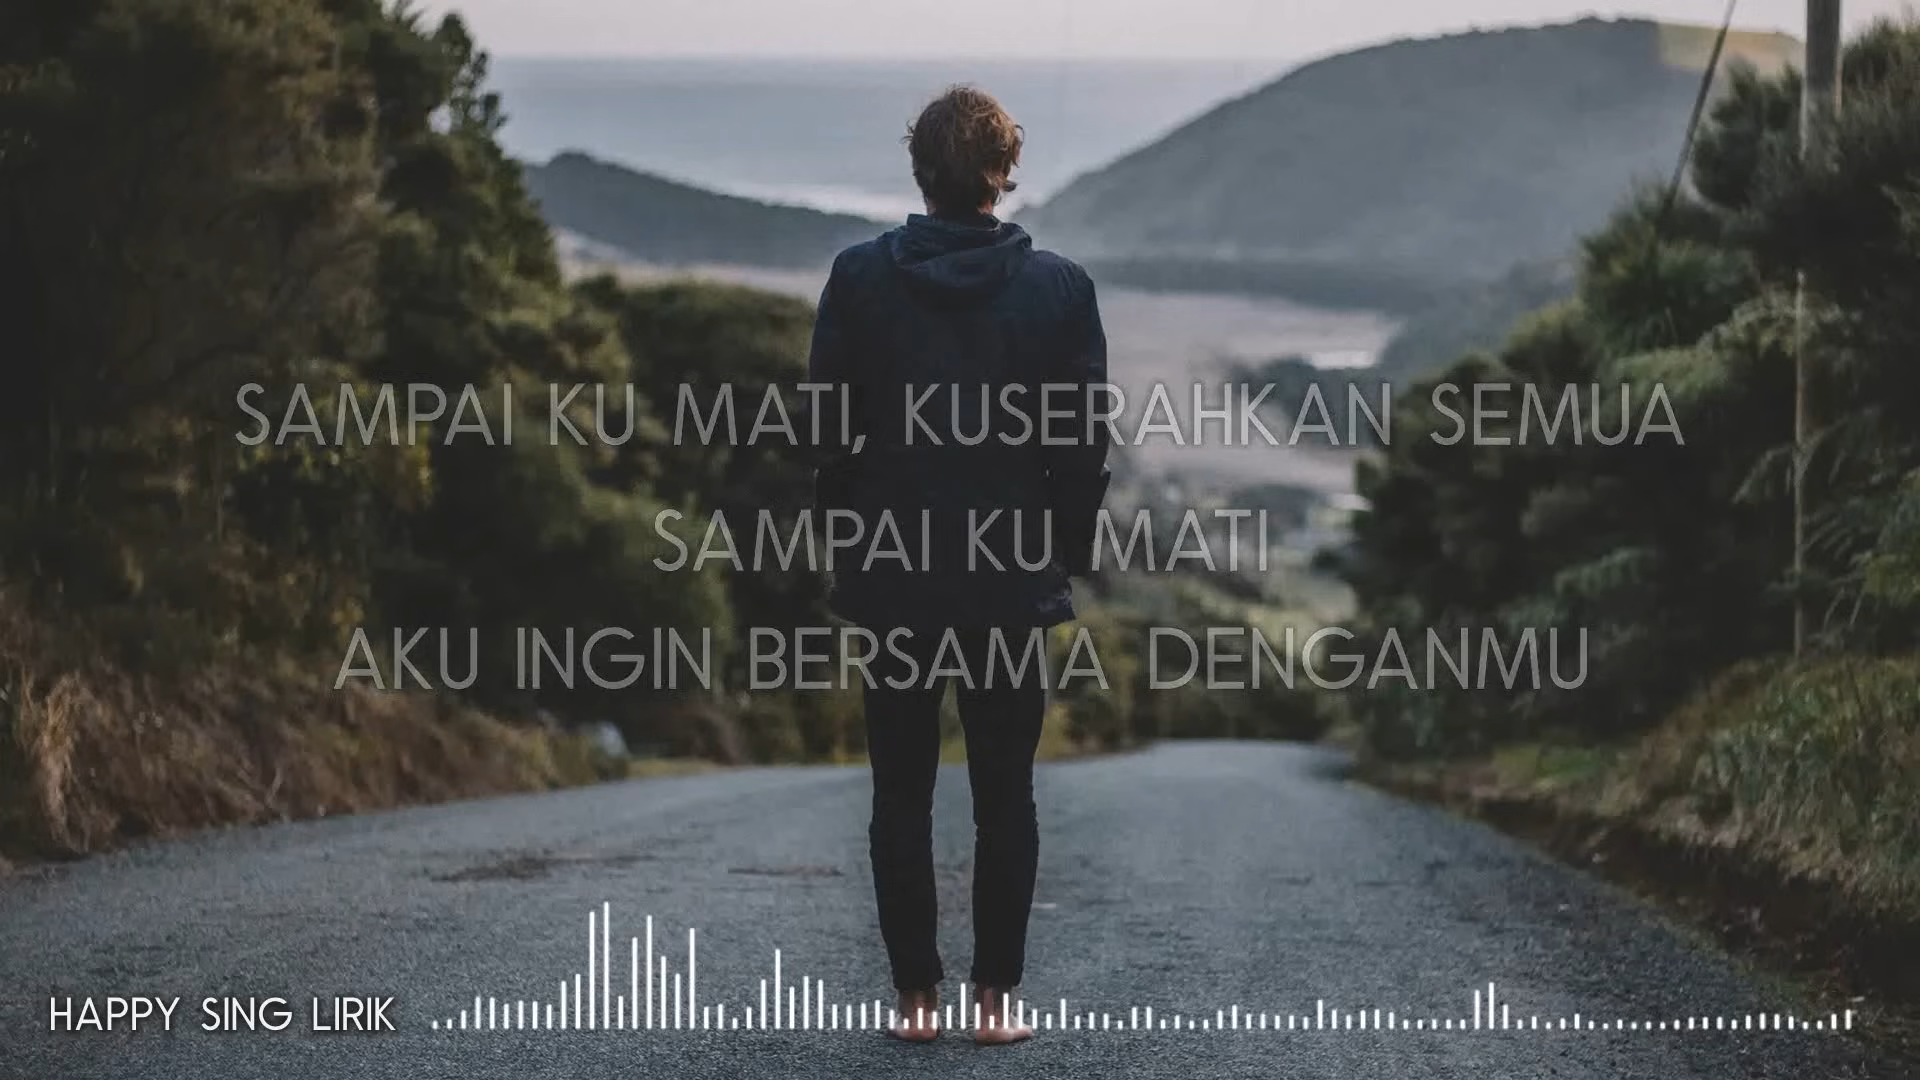 SAMPAI KU MATI, KUSERAHKAN SEMUA
SAMPAI KU MATI
AKU INGIN BERSAMA DENGANMU
HAPPY SING LIRIK